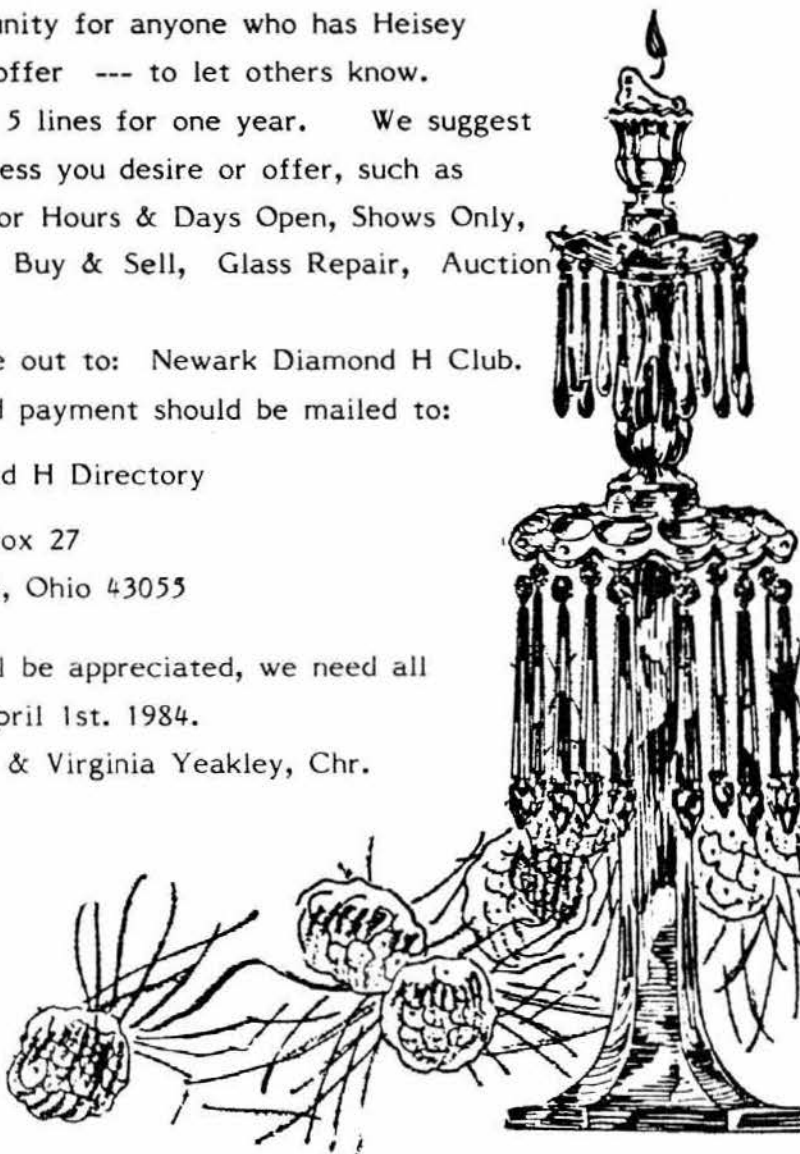 unity for anyone who has Heisey
offer --- to let others know.
5 lines for one year. We suggest
ess you desire or offer, such as
or Hours & Days Open, Shows Only,
Buy & Sell, Glass Repair, Auction
e out to: Newark Diamond H Club.
d payment should be mailed to:
d H Directory
ox 27
, Ohio 43055
l be appreciated, we need all
pril 1st. 1984.
& Virginia Yeakley, Chr.